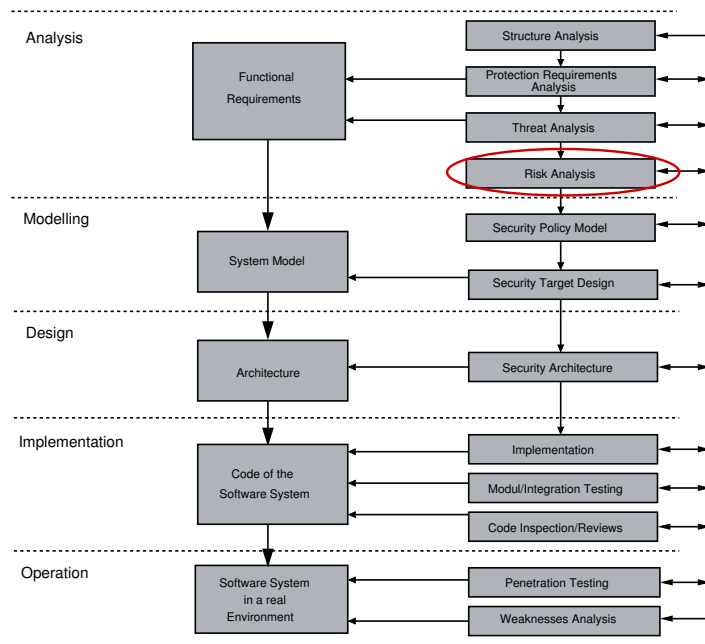 Analysis
Structure Analysis
Functional
Requirements
Protection Requirements
Analysis
Threat Analysis
Risk Analysis
Modelling
Security Policy Model
System Model
Security Target Design
Design
Architecture
Security Architecture
Implementation
Code of the
Software System
Implementation
Modul/Integration Testing
Code Inspection/Reviews
Operation
Software System
in a real
Environment
Penetration Testing
Weaknesses Analysis